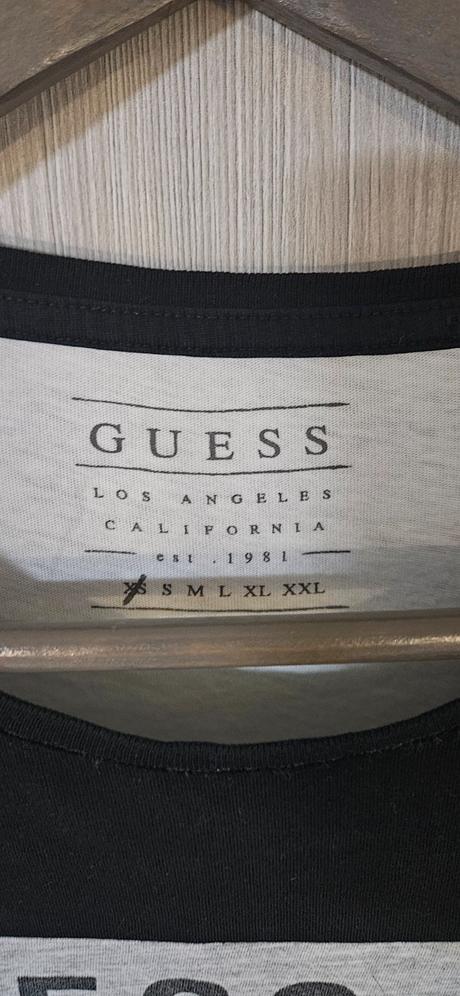 GUESS
LOS ANGELES
CALIFORNIA
est .1981
XS S M L XL XXL